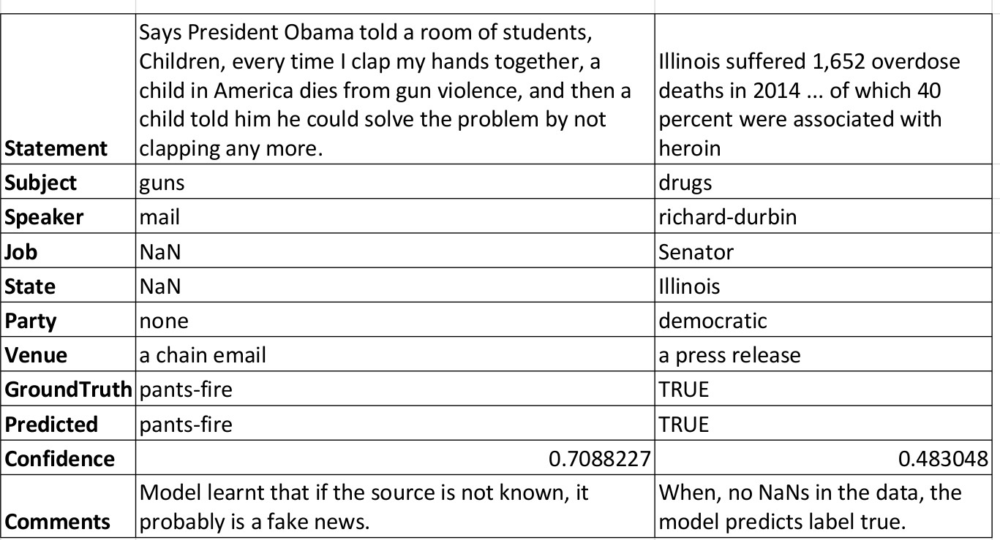 Statement
Says President Obama told a room of students,
Children, every time I clap my hands together, a
child in America dies from gun violence, and then a
child told him he could solve the problem by not
clapping any more.
Illinois suffered 1,652 overdose
deaths in 2014 ... of which 40
percent were associated with
heroin
Subject guns drugs
Speaker mail richard-durbin
Job NaN Senator
State NaN Illinois
Party none democratic
Venue a chain email a press release
GroundTruth pants-fire TRUE
Predicted pants-fire TRUE
Confidence 0.7088227 0.483048
Comments
Model learnt that if the source is not known, it
probably is a fake news.
When, no NaNs in the data, the
model predicts label true.